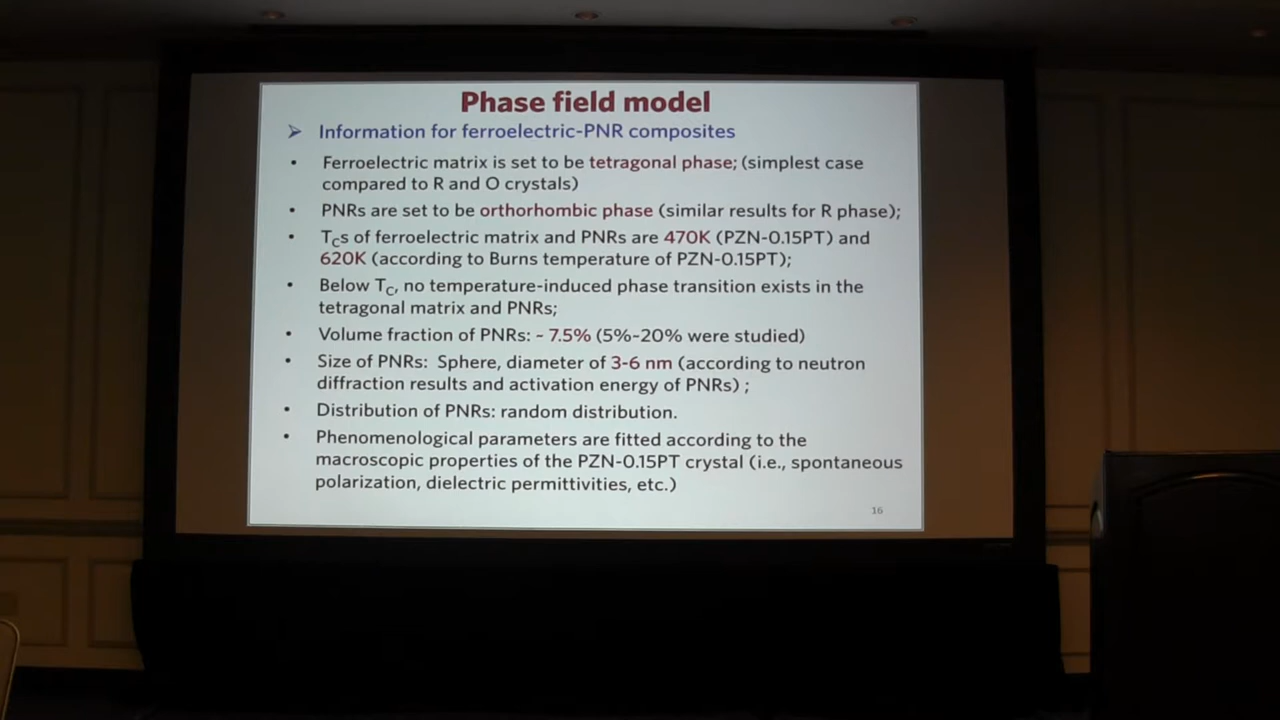 Phase field model
➢ Information for ferroelectric-PNR composites
• Ferroelectric matrix is set to be tetragonal phase; (simplest case
compared to R and O crystals)
• PNRs are set to be orthorhombic phase (similar results for R phase);
• TCs of ferroelectric matrix and PNRs are 470K (PZN-0.15PT) and
620K (according to Burns temperature of PZN-0.15PT);
• Below TC, no temperature-induced phase transition exists in the
tetragonal matrix and PNRs;
• Volume fraction of PNRs: ~ 7.5% (5%-20% were studied)
• Size of PNRs: Sphere, diameter of 3-6 nm (according to neutron
diffraction results and activation energy of PNRs) ;
• Distribution of PNRs: random distribution.
• Phenomenological parameters are fitted according to the
macroscopic properties of the PZN-0.15PT crystal (i.e., spontaneous
polarization, dielectric permittivities, etc.)
16